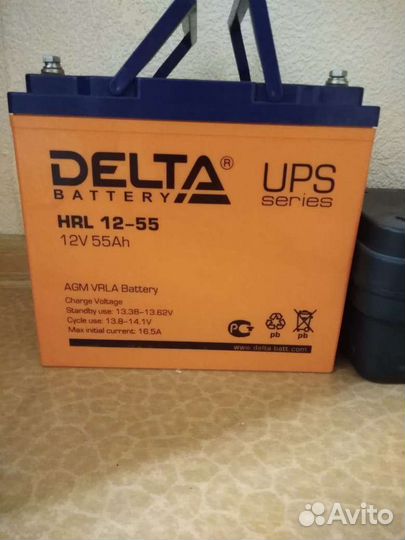 DELTA®
BATTERY
UPS
series
HRL 12-55
12V 55Ah
AGM VRLA Battery
Charge Voltage
Standby use: 13.38-13.62V
Cycle use: 13.8-14.1V
Max initial current: 16.5A
PG
pb
pb
www.delta-batt.com
Avito